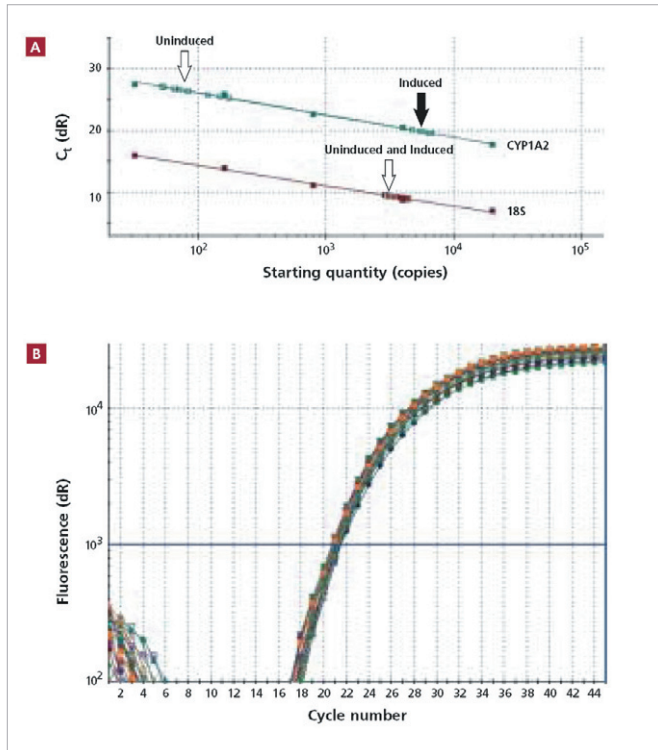 A
Uninduced
Induced
Uninduced and Induced
CYP1A2
18S
30
20
10
Ct (dR)
10² 10³ 10⁴ 10⁵
Starting quantity (copies)
B
Fluorescence (dR)
10⁴
10³
10²
2 4 6 8 10 12 14 16 18 20 22 24 26 28 30 32 34 36 38 40 42 44
Cycle number